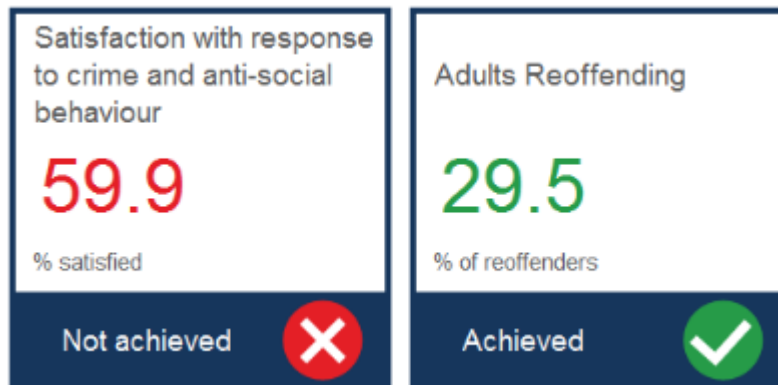 Satisfaction with response
to crime and anti-social
behaviour
59.9
% satisfied
Not achieved
Adults Reoffending
29.5
% of reoffenders
Achieved